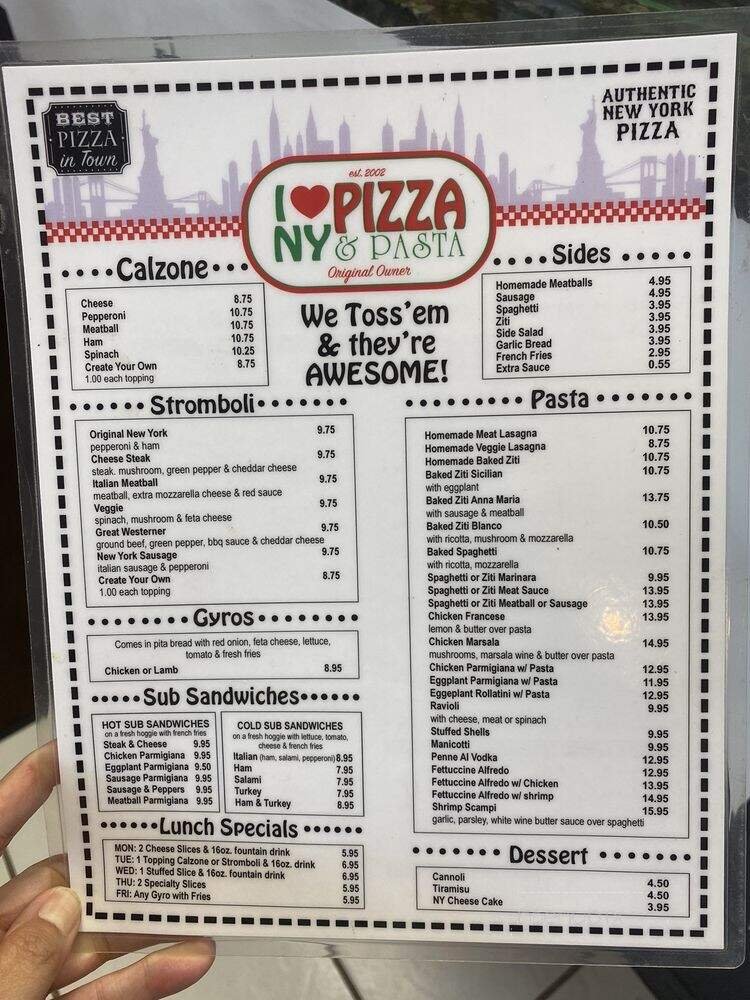 BEST
PIZZA
in Town
AUTHENTIC
NEW YORK
PIZZA
est. 2002
I ❤ NY PIZZA
& PASTA
Original Owner
We Toss'em
& they're
AWESOME!
Calzone
Cheese 8.75
Pepperoni 10.75
Meatball 10.75
Ham 10.75
Spinach 10.25
Create Your Own 8.75
1.00 each topping
Sides
Homemade Meatballs 4.95
Sausage 4.95
Spaghetti 3.95
Ziti 3.95
Side Salad 3.95
Garlic Bread 3.95
French Fries 2.95
Extra Sauce 0.55
Stromboli
Original New York 9.75
pepperoni & ham
Cheese Steak 9.75
steak. mushroom, green pepper & cheddar cheese
Italian Meatball 9.75
meatball, extra mozzarella cheese & red sauce
Veggie 9.75
spinach, mushroom & feta cheese
Great Westerner 9.75
ground beef, green pepper, bbq sauce & cheddar cheese
New York Sausage 9.75
italian sausage & pepperoni
Create Your Own 8.75
1.00 each topping
Gyros
Comes in pita bread with red onion, feta cheese, lettuce,
tomato & fresh fries
Chicken or Lamb 8.95
Sub Sandwiches
HOT SUB SANDWICHES
on a fresh hoggie with french fries
Steak & Cheese 9.95
Chicken Parmigiana 9.95
Eggplant Parmigiana 9.50
Sausage Parmigiana 9.95
Sausage & Peppers 9.95
Meatball Parmigiana 9.95
COLD SUB SANDWICHES
on a fresh hoggie with lettuce, tomato,
cheese & french fries
Italian (ham, salami, pepperoni) 8.95
Ham 7.95
Salami 7.95
Turkey 7.95
Ham & Turkey 8.95
Lunch Specials
MON: 2 Cheese Slices & 16oz. fountain drink 5.95
TUE: 1 Topping Calzone or Stromboli & 16oz. drink 6.95
WED: 1 Stuffed Slice & 16oz. fountain drink 6.95
THU: 2 Specialty Slices 5.95
FRI: Any Gyro with Fries 5.95
Pasta
Homemade Meat Lasagna 10.75
Homemade Veggie Lasagna 8.75
Homemade Baked Ziti 10.75
Baked Ziti Sicilian 10.75
with eggplant
Baked Ziti Anna Maria 13.75
with sausage & meatball
Baked Ziti Blanco 10.50
with ricotta, mushroom & mozzarella
Baked Spaghetti 10.75
with ricotta, mozzarella
Spaghetti or Ziti Marinara 9.95
Spaghetti or Ziti Meat Sauce 13.95
Spaghetti or Ziti Meatball or Sausage 13.95
Chicken Francese 13.95
lemon & butter over pasta
Chicken Marsala 14.95
mushrooms, marsala wine & butter over pasta
Chicken Parmigiana w/ Pasta 12.95
Eggplant Parmigiana w/ Pasta 11.95
Eggeplant Rollatini w/ Pasta 12.95
Ravioli 9.95
with cheese, meat or spinach
Stuffed Shells 9.95
Manicotti 9.95
Penne Al Vodka 12.95
Fettuccine Alfredo 12.95
Fettuccine Alfredo w/ Chicken 13.95
Fettuccine Alfredo w/ shrimp 14.95
Shrimp Scampi 15.95
garlic, parsley, white wine butter sauce over spaghetti
Dessert
Cannoli 4.50
Tiramisu 4.50
NY Cheese Cake 3.95